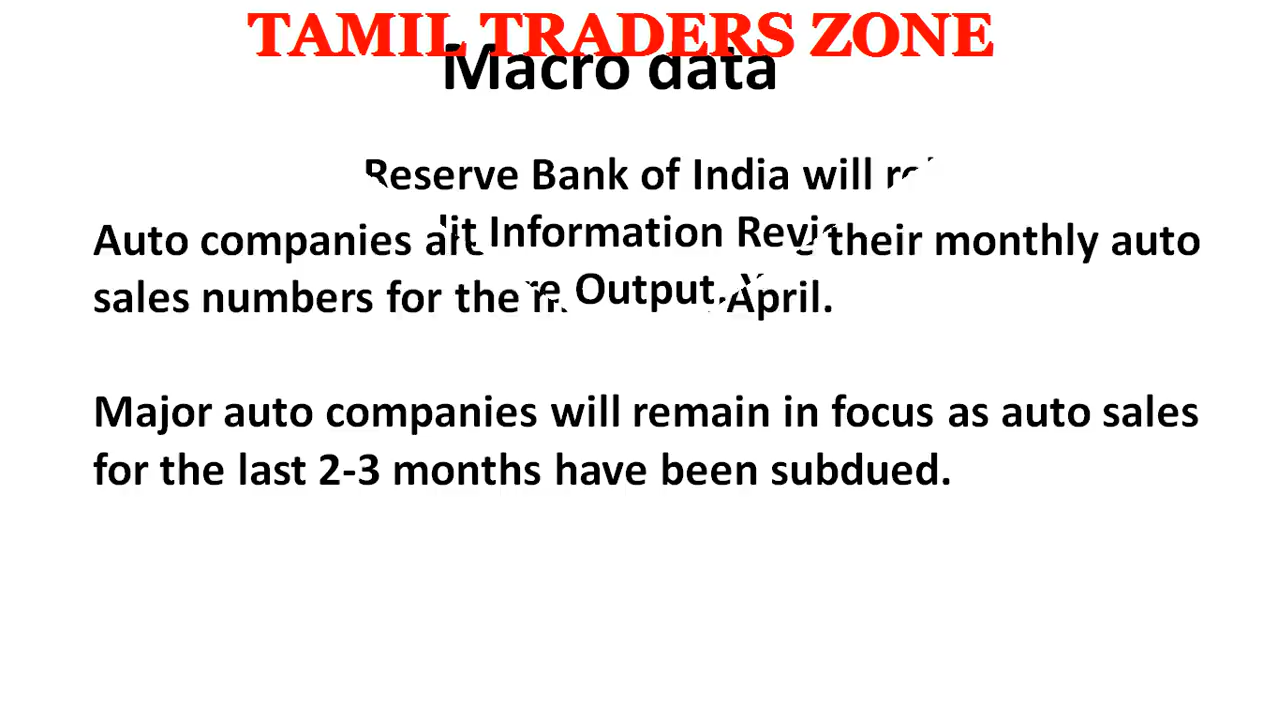 TAMIL TRADERS ZONE
Macro data
Reserve Bank of India will
Information
Output
Auto companies their monthly auto
sales numbers for the April.
Major auto companies will remain in focus as auto sales
for the last 2-3 months have been subdued.